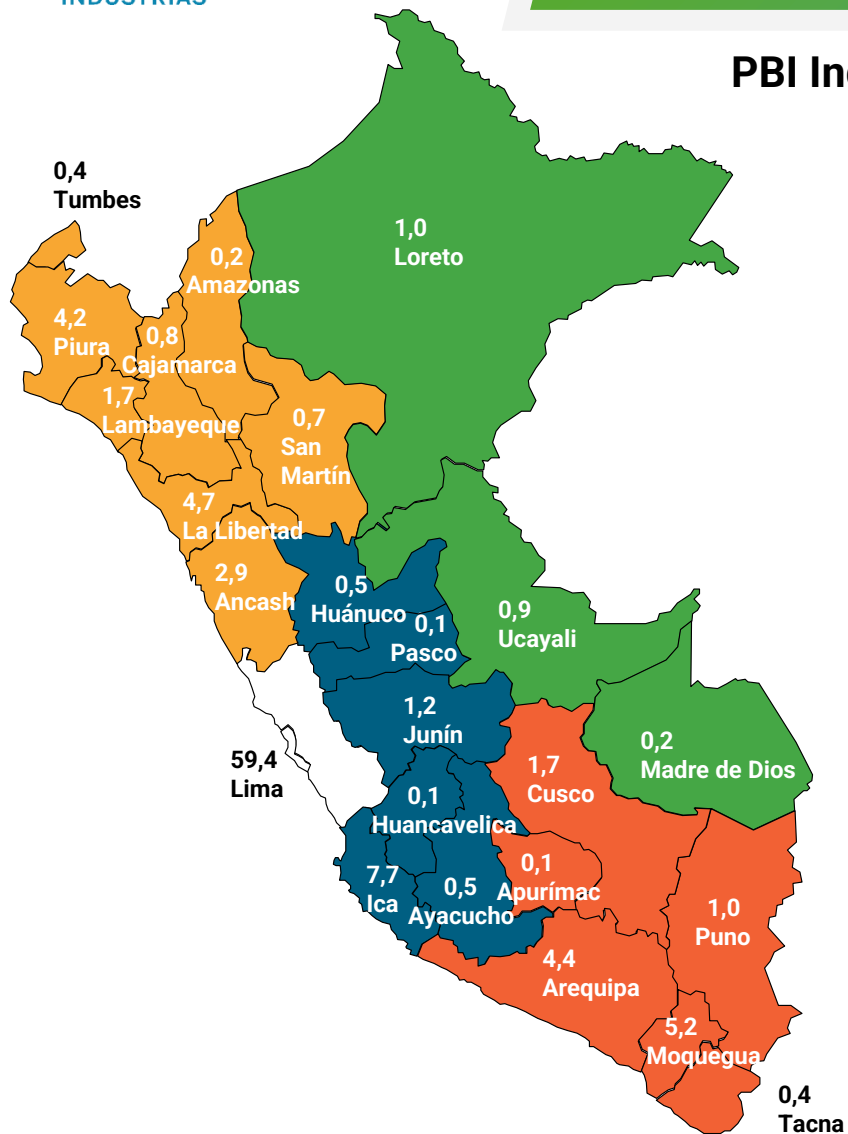 INDUSTRIAS
PBI In
0,4
Tumbes
1,0
Loreto
0,2
Amazonas
4,2
Piura
0,8
Cajamarca
1,7
Lambayeque
0,7
San
Martín
4,7
La Libertad
2,9
Ancash
0,5
Huánuco
0,1
Pasco
0,9
Ucayali
1,2
Junín
0,2
Madre de Dios
59,4
Lima
1,7
Cusco
0,1
Huancavelica
7,7
Ica
0,5
Ayacucho
0,1
Apurímac
1,0
Puno
4,4
Arequipa
5,2
Moquegua
0,4
Tacna